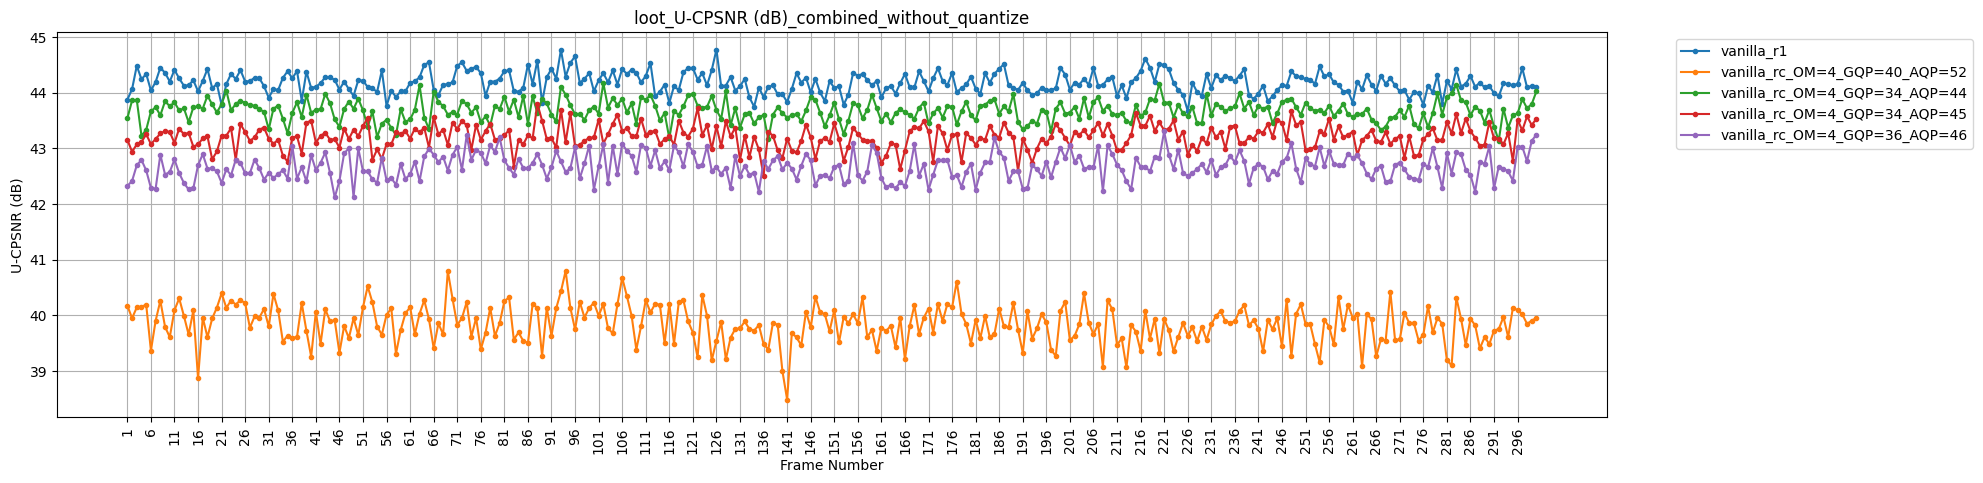 loot_U-CPSNR (dB)_combined_without_quantize
U-CPSNR (dB)
45
44
43
42
41
40
39
1 6 11 16 21 26 31 36 41 46 51 56 61 66 71 76 81 86 91 96 101 106 111 116 121 126 131 136 141 146 151 156 161 166 171 176 181 186 191 196 201 206 211 216 221 226 231 236 241 246 251 256 261 266 271 276 281 286 291 296
Frame Number
vanilla_r1
vanilla_rc_OM=4_GQP=40_AQP=52
vanilla_rc_OM=4_GQP=34_AQP=44
vanilla_rc_OM=4_GQP=34_AQP=45
vanilla_rc_OM=4_GQP=36_AQP=46